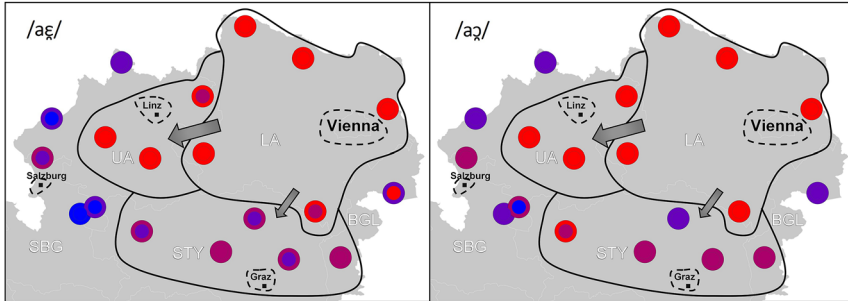 /aɛ̯/
Linz
Vienna
LA
UA
Salzburg
BGL
SBG
STY
Graz
/aɔ̯/
Linz
Vienna
LA
UA
Salzburg
BGL
SBG
STY
Graz